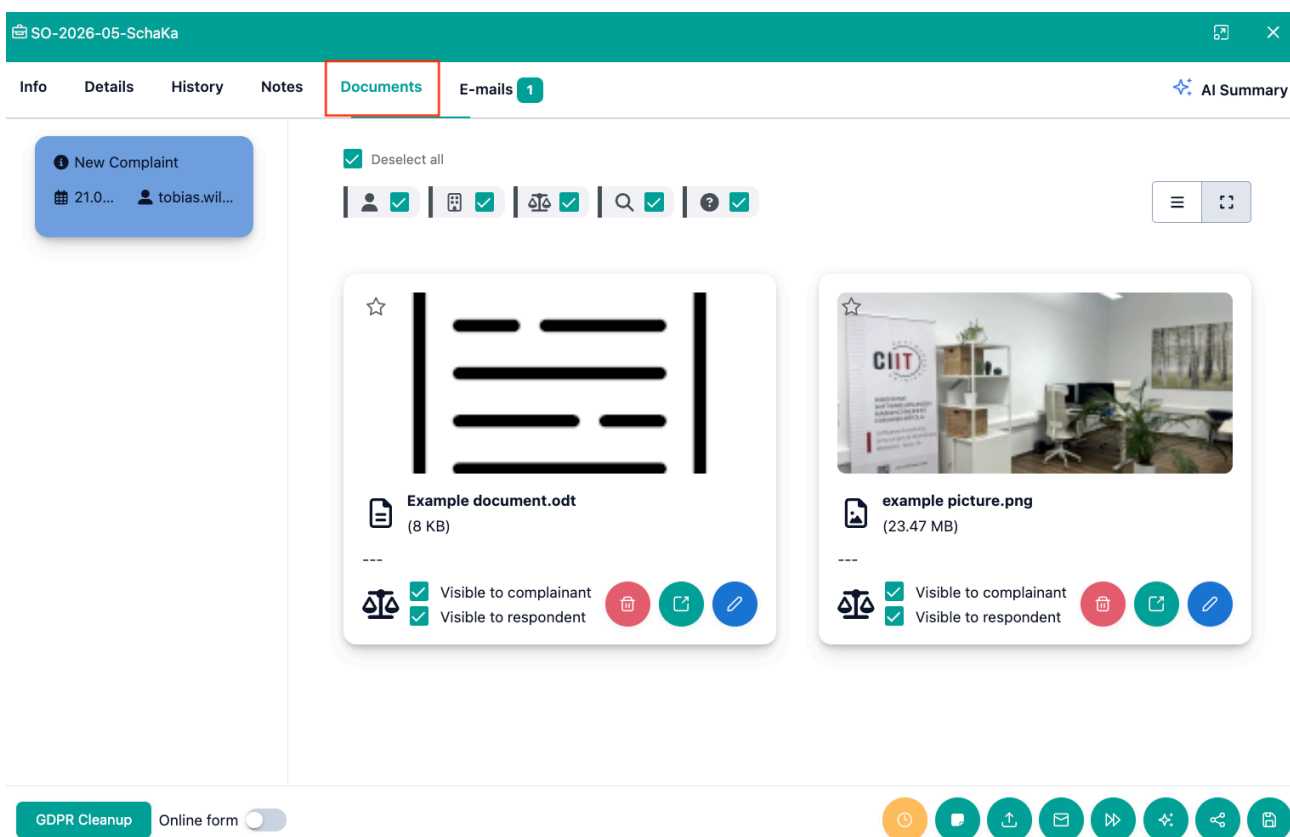 SO-2026-05-SchaKa
Info Details History Notes Documents E-mails 1 AI Summary
New Complaint
21.0... tobias.wil...
Deselect all
CIIT
Example document.odt
(8 KB)
---
Visible to complainant
Visible to respondent
example picture.png
(23.47 MB)
---
Visible to complainant
Visible to respondent
GDPR Cleanup Online form